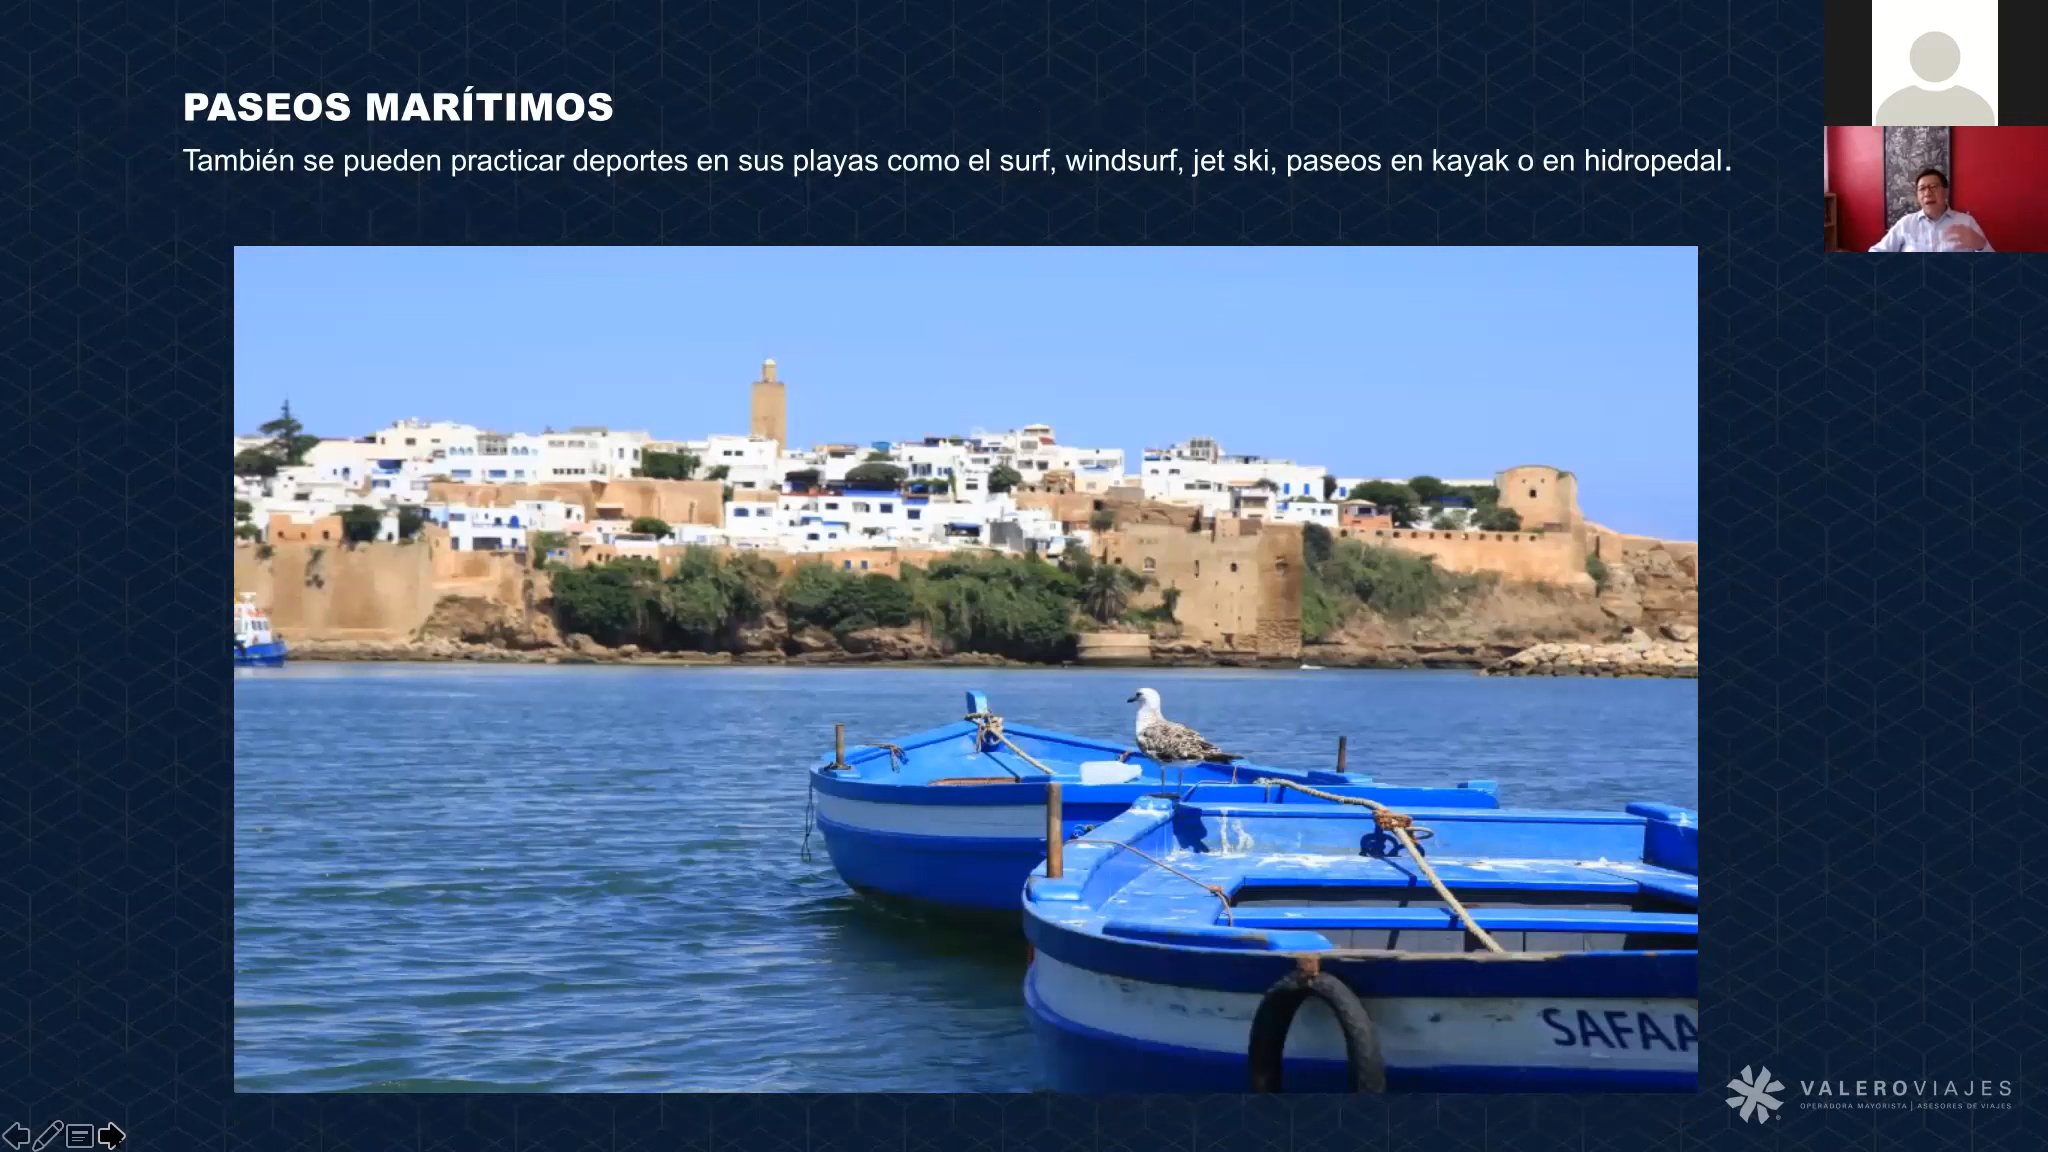 PASEOS MARÍTIMOS
También se pueden practicar deportes en sus playas como el surf, windsurf, jet ski, paseos en kayak o en hidropedal.
SAFAA
VALEROVIAJES
OPERADORA MAYORISTA | ASESORES DE VIAJES